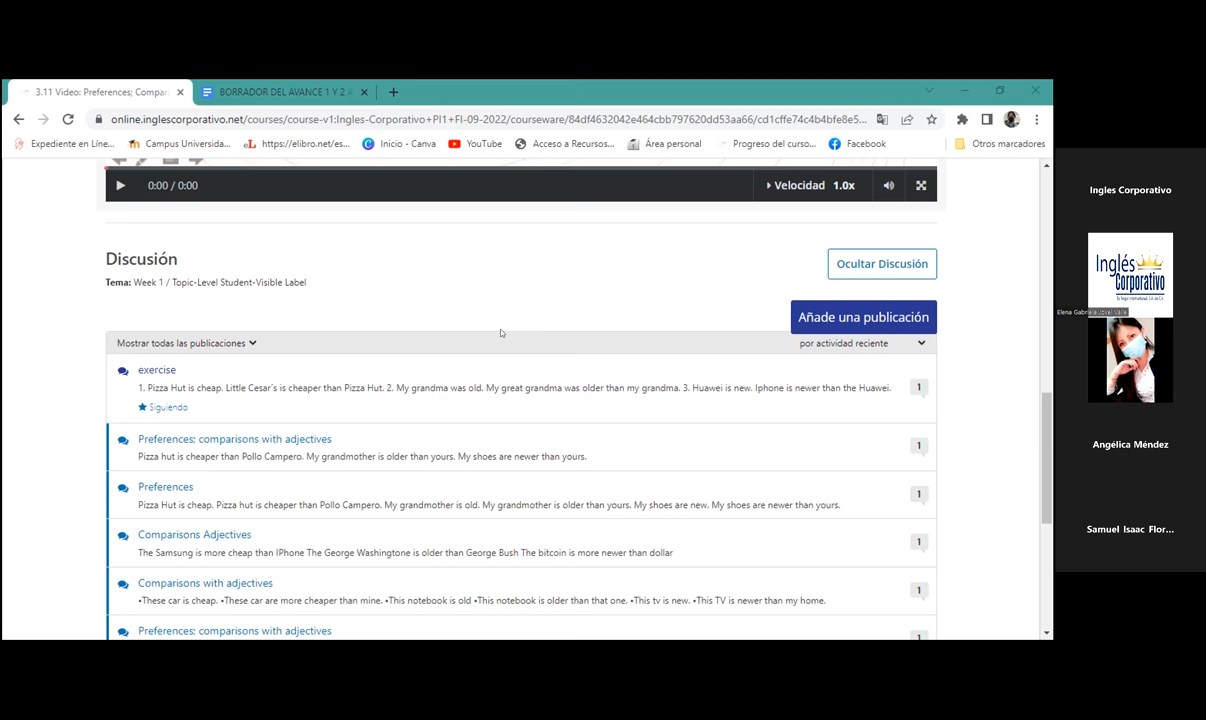 3.11 Video: Preferences; Compar
BORRADOR DEL AVANCE 1 Y 2 A
online.inglescorporativo.net/courses/course-v1:Ingles-Corporativo+PI1+FI-09-2022/courseware/84df4632042e464cbb797620dd53aa66/cd1cffe74c4b4bfe8e5...
Expediente en Líne...
Campus Universida...
https://elibro.net/es...
Inicio - Canva
YouTube
Acceso a Recursos...
Área personal
Progreso del curso...
Facebook
Otros marcadores
0:00 / 0:00
Velocidad 1.0x
Discusión
Ocultar Discusión
Tema: Week 1 / Topic-Level Student-Visible Label
Añade una publicación
Mostrar todas las publicaciones
por actividad reciente
exercise
1. Pizza Hut is cheap. Little Cesar´s is cheaper than Pizza Hut. 2. My grandma was old. My great grandma was older than my grandma. 3. Huawei is new. Iphone is newer than the Huawei.
1
Siguiendo
Preferences; comparisons with adjectives
Pizza hut is cheaper than Pollo Campero. My grandmother is older than yours. My shoes are newer than yours.
1
Preferences
Pizza Hut is cheap. Pizza hut is cheaper than Pollo Campero. My grandmother is old. My grandmother is older than yours. My shoes are new. My shoes are newer than yours.
1
Comparisons Adjectives
The Samsung is more cheap than IPhone The George Washingtone is older than George Bush The bitcoin is more newer than dollar
1
Comparisons with adjectives
•These car is cheap. •These car are more cheaper than mine. •This notebook is old •This notebook is older than that one. •This tv is new. •This TV is newer than my home.
1
Preferences; comparisons with adjectives
1
Ingles Corporativo
Inglés
Corporativo
Elena Gabriela Jovel Valle
Angélica Méndez
Samuel Isaac Flor...